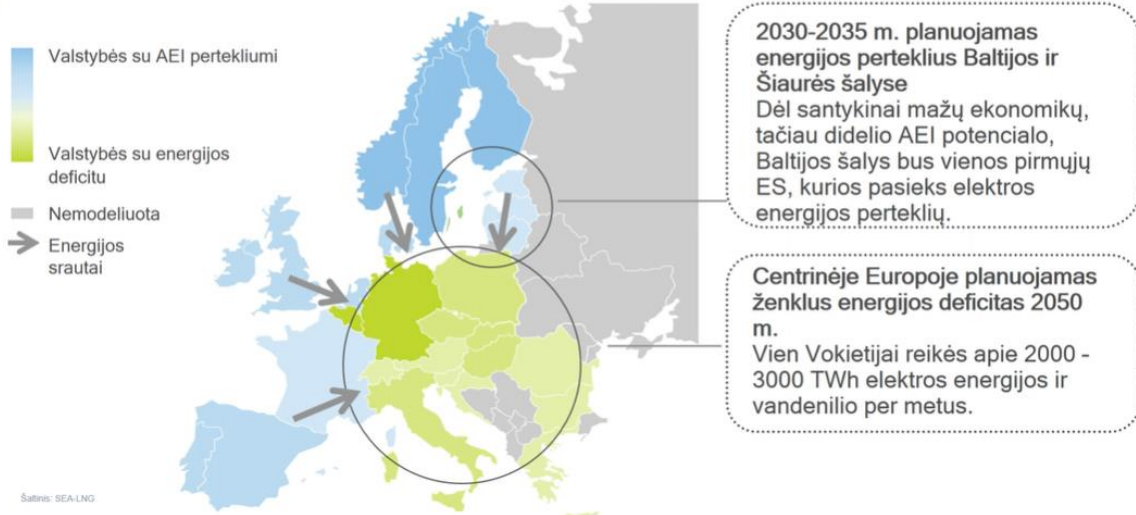 Valstybės su AEI pertekliumi
Valstybės su energijos
deficitu
Nemodeliuota
Energijos
srautai
2030-2035 m. planuojamas
energijos perteklius Baltijos ir
Šiaurės šalyse
Dėl santykinai mažų ekonomikų,
tačiau didelio AEI potencialo,
Baltijos šalys bus vienos pirmųjų
ES, kurios pasieks elektros
energijos perteklių.
Centrinėje Europoje planuojamas
ženklus energijos deficitas 2050
m.
Vien Vokietijai reikės apie 2000 -
3000 TWh elektros energijos ir
vandenilio per metus.
Šaltinis: SEA-LNG